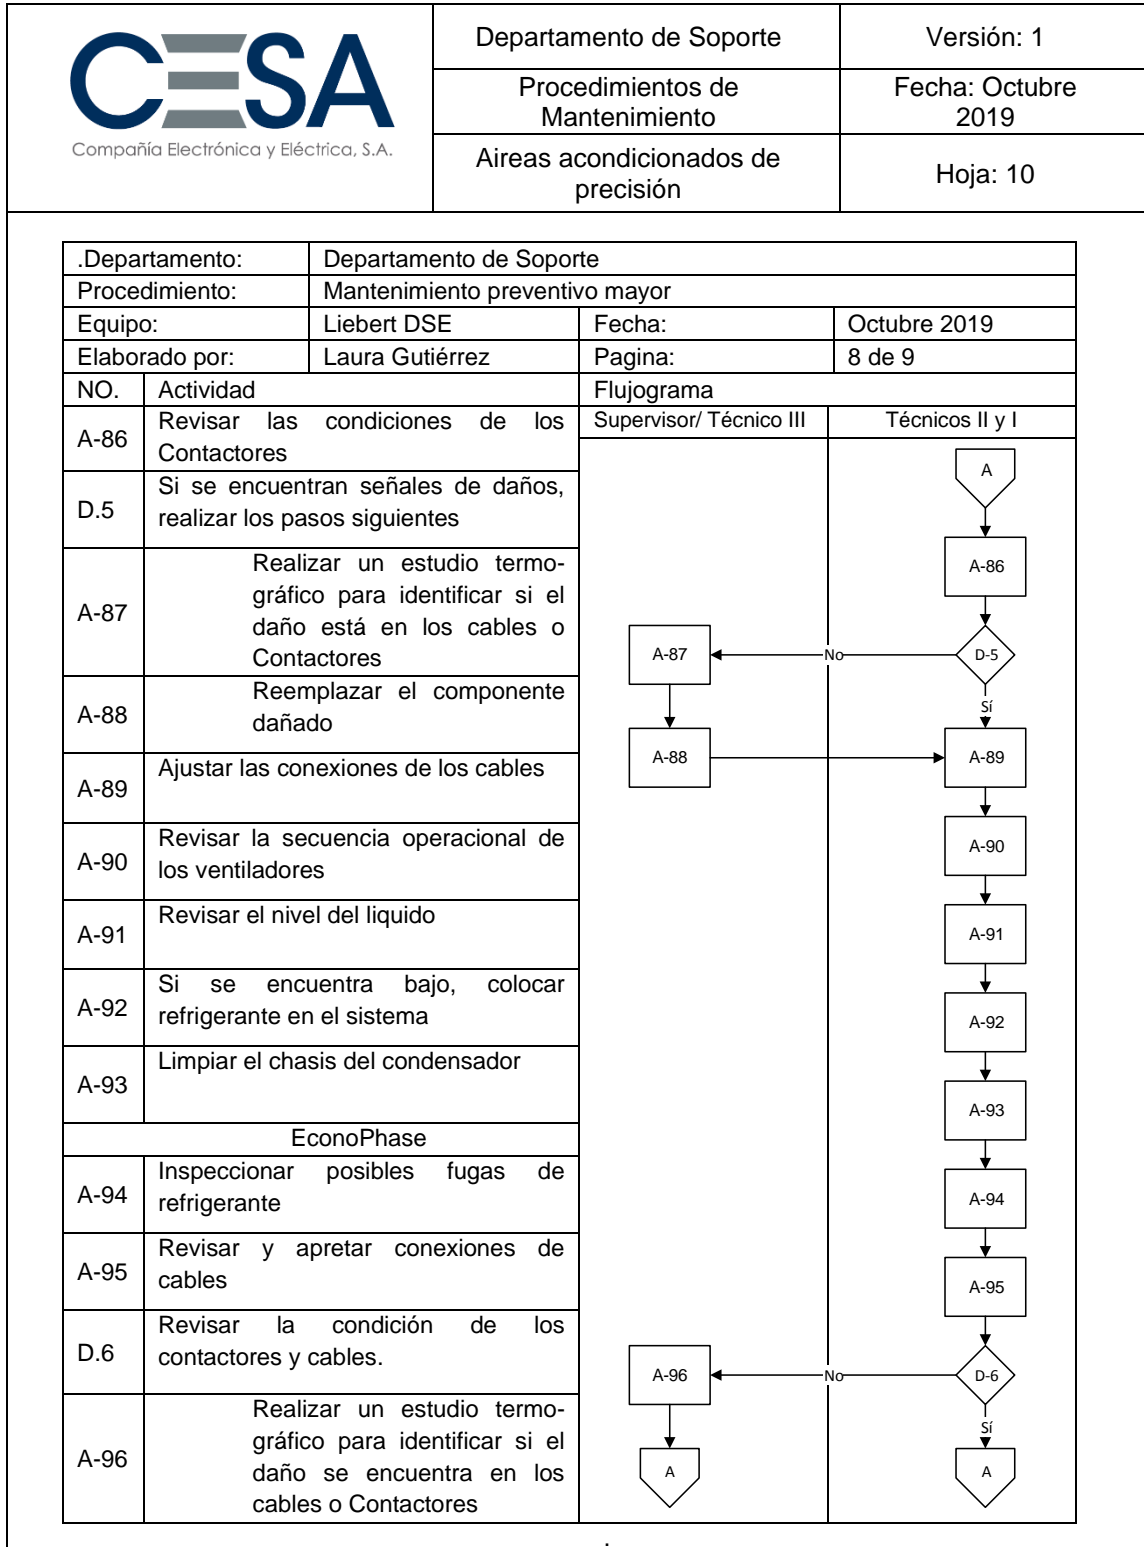 CESA
Compañía Electrónica y Eléctrica, S.A.
Departamento de Soporte
Versión: 1
Procedimientos de
Mantenimiento
Fecha: Octubre
2019
Aireas acondicionados de
precisión
Hoja: 10
.Departamento:
Departamento de Soporte
Procedimiento:
Mantenimiento preventivo mayor
Equipo:
Liebert DSE
Fecha:
Octubre 2019
Elaborado por:
Laura Gutiérrez
Pagina:
8 de 9
NO.
Actividad
Flujograma
Supervisor/ Técnico III
Técnicos II y I
A-86
Revisar las condiciones de los
Contactores
D.5
Si se encuentran señales de daños,
realizar los pasos siguientes
A-87
Realizar un estudio termo-
gráfico para identificar si el
daño está en los cables o
Contactores
A-88
Reemplazar el componente
dañado
A-89
Ajustar las conexiones de los cables
A-90
Revisar la secuencia operacional de
los ventiladores
A-91
Revisar el nivel del liquido
A-92
Si se encuentra bajo, colocar
refrigerante en el sistema
A-93
Limpiar el chasis del condensador
EconoPhase
A-94
Inspeccionar posibles fugas de
refrigerante
A-95
Revisar y apretar conexiones de
cables
D.6
Revisar la condición de los
contactores y cables.
A-96
Realizar un estudio termo-
gráfico para identificar si el
daño se encuentra en los
cables o Contactores
A
A-86
A-87
No
D-5
Sí
A-88
A-89
A-90
A-91
A-92
A-93
A-94
A-95
A-96
No
D-6
Sí
A
A
.